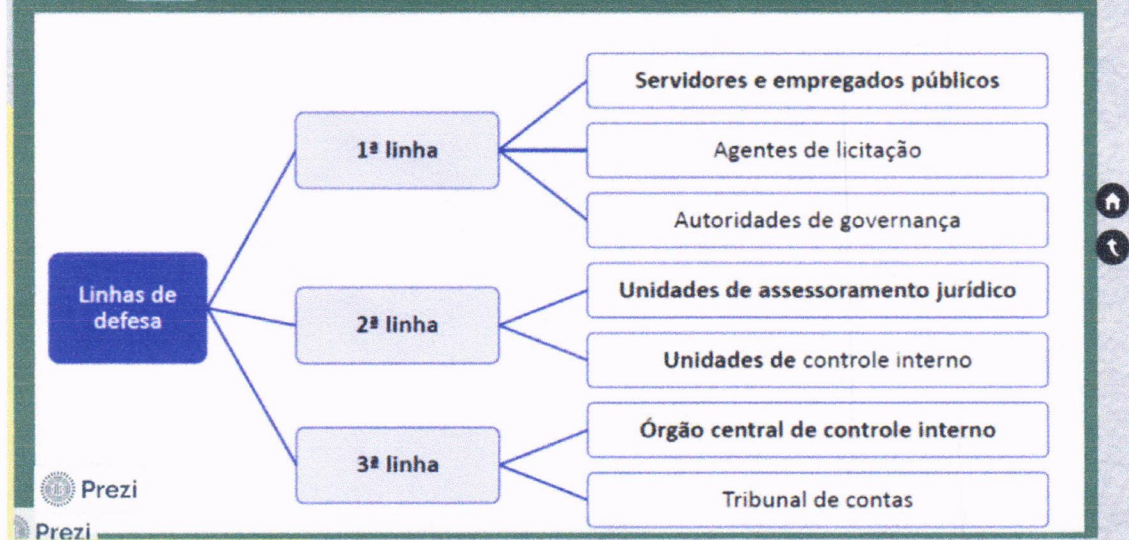 Linhas de
defesa
1ª linha
Servidores e empregados públicos
Agentes de licitação
Autoridades de governança
2ª linha
Unidades de assessoramento jurídico
Unidades de controle interno
3ª linha
Órgão central de controle interno
Tribunal de contas
Prezi
Prezi